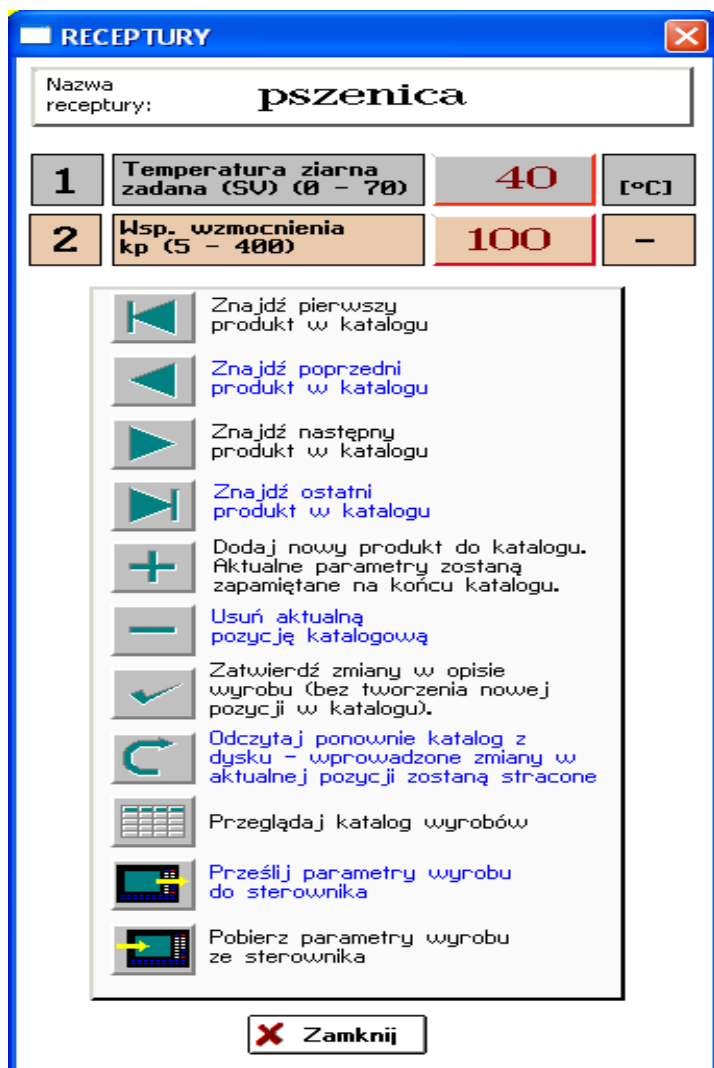 RECEPTURY
Nazwa
receptury:
pszenica
1
Temperatura ziarna
zadana (SV) (0 - 70)
40
[ºC]
2
Wsp. wzmocnienia
kp (5 - 400)
100
-
Znajdź pierwszy
produkt w katalogu
Znajdź poprzedni
produkt w katalogu
Znajdź następny
produkt w katalogu
Znajdź ostatni
produkt w katalogu
Dodaj nowy produkt do katalogu.
Aktualne parametry zostaną
zapamiętane na końcu katalogu.
Usuń aktualną
pozycję katalogową
Zatwierdź zmiany w opisie
wyrobu (bez tworzenia nowej
pozycji w katalogu).
Odczytaj ponownie katalog z
dysku - wprowadzone zmiany w
aktualnej pozycji zostaną stracone
Przeglądaj katalog wyrobów
Prześlij parametry wyrobu
do sterownika
Pobierz parametry wyrobu
ze sterownika
Zamknij